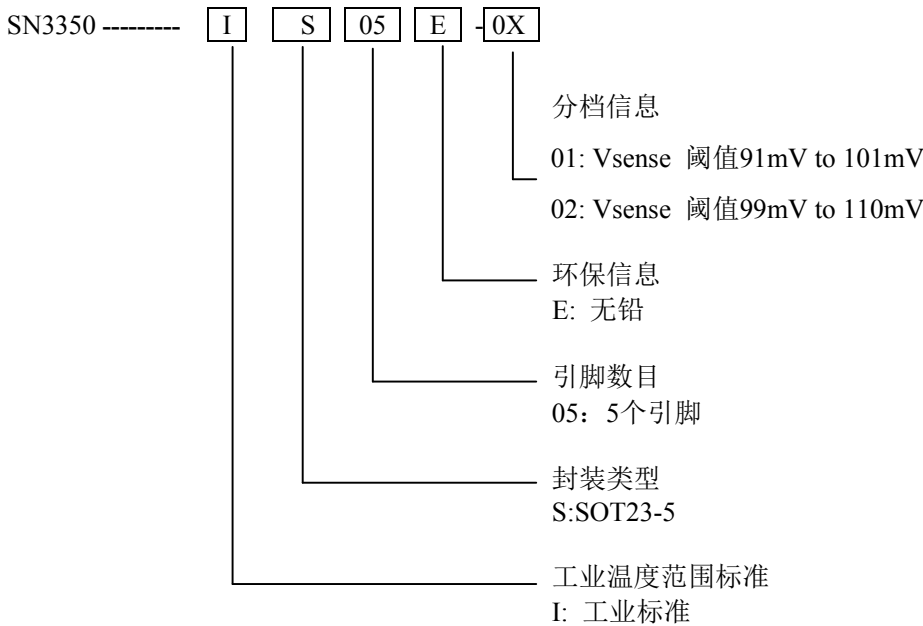 SN3350 --------- I S 05 E - 0X
分档信息
01: Vsense 阈值91mV to 101mV
02: Vsense 阈值99mV to 110mV
环保信息
E: 无铅
引脚数目
05：5个引脚
封装类型
S:SOT23-5
工业温度范围标准
I: 工业标准